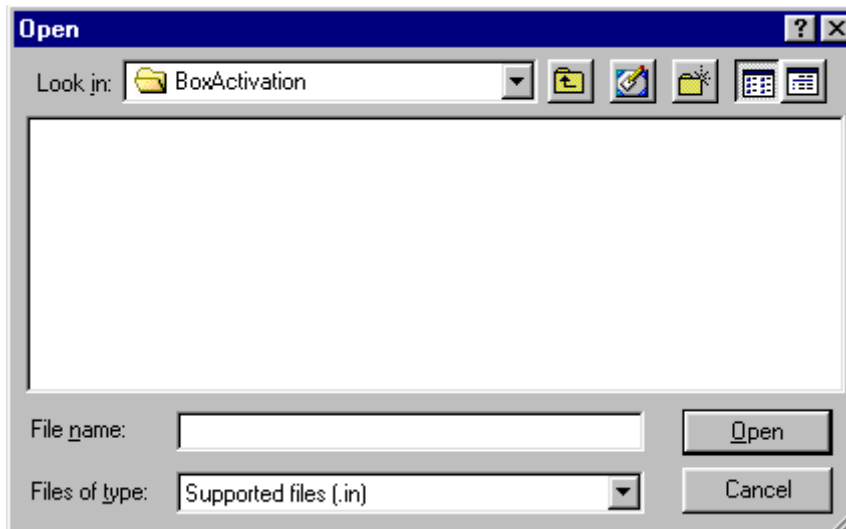 Open
Look in: BoxActivation
File name: Open
Files of type: Supported files (.in) Cancel